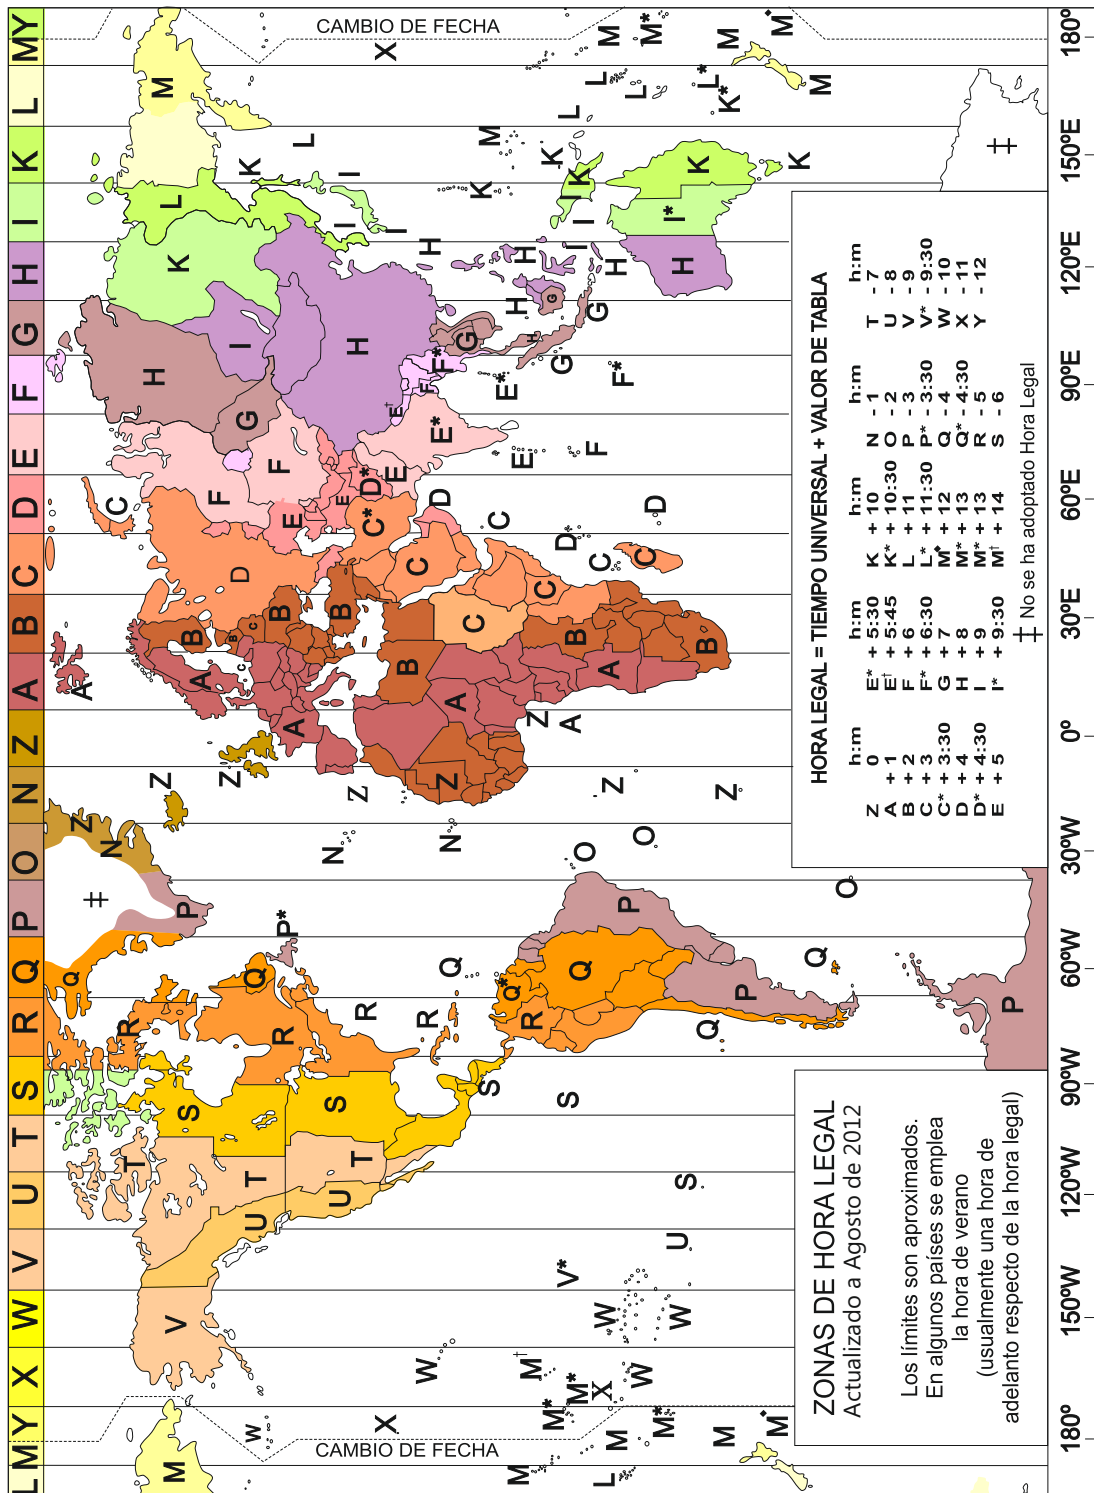 L M Y X W V U T S R Q P O N Z A B C D E F G H I K L M Y
CAMBIO DE FECHA
CAMBIO DE FECHA
HORA LEGAL = TIEMPO UNIVERSAL + VALOR DE TABLA
h:m h:m h:m h:m h:m
Z 0 E* + 5:30 K + 10 N - 1 T - 7
A + 1 E† + 5:45 K* + 10:30 O - 2 U - 8
B + 2 F + 6 L + 11 P - 3 V - 9
C + 3 F* + 6:30 L* + 11:30 P* - 3:30 V* - 9:30
C* + 3:30 G + 7 M♦ + 12 Q - 4 W - 10
D + 4 H + 8 M* + 13 Q* - 4:30 X - 11
D* + 4:30 I + 9 M* + 13 R - 5 Y - 12
E + 5 I* + 9:30 M† + 14 S - 6
‡ No se ha adoptado Hora Legal
ZONAS DE HORA LEGAL
Actualizado a Agosto de 2012
Los límites son aproximados.
En algunos países se emplea
la hora de verano
(usualmente una hora de
adelanto respecto de la hora legal)
180° 150°W 120°W 90°W 60°W 30°W 0° 30°E 60°E 90°E 120°E 150°E 180°